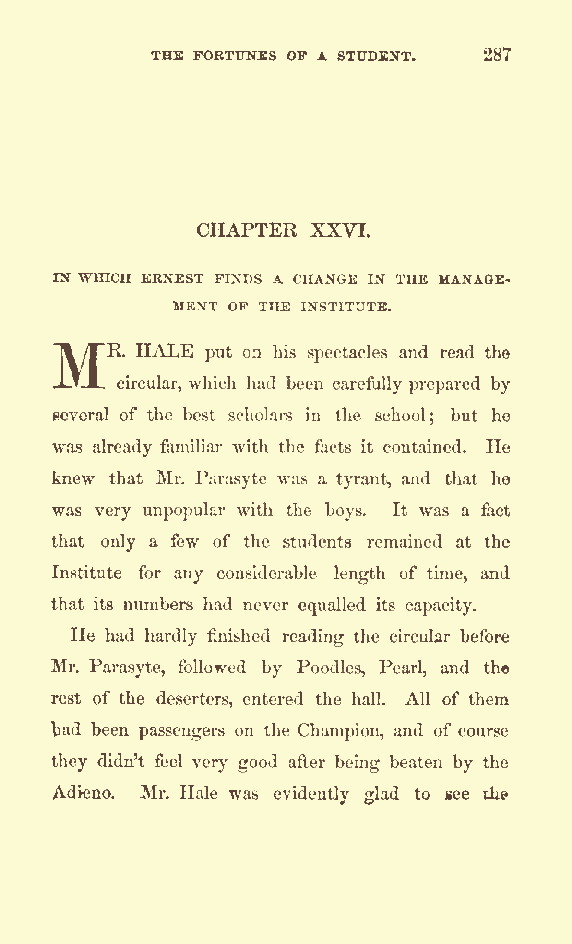 THE FORTUNES OF A STUDENT. 287
CHAPTER XXVI.
IN WHICH ERNEST FINDS A CHANGE IN THE MANAGE-
MENT OF THE INSTITUTE.
MR. HALE put on his spectacles and read the
circular, which had been carefully prepared by
several of the best scholars in the school; but he
was already familiar with the facts it contained. He
knew that Mr. Parasyte was a tyrant, and that he
was very unpopular with the boys. It was a fact
that only a few of the students remained at the
Institute for any considerable length of time, and
that its numbers had never equalled its capacity.
He had hardly finished reading the circular before
Mr. Parasyte, followed by Poodles, Pearl, and the
rest of the deserters, entered the hall. All of them
had been passengers on the Champion, and of course
they didn't feel very good after being beaten by the
Adieno. Mr. Hale was evidently glad to see the